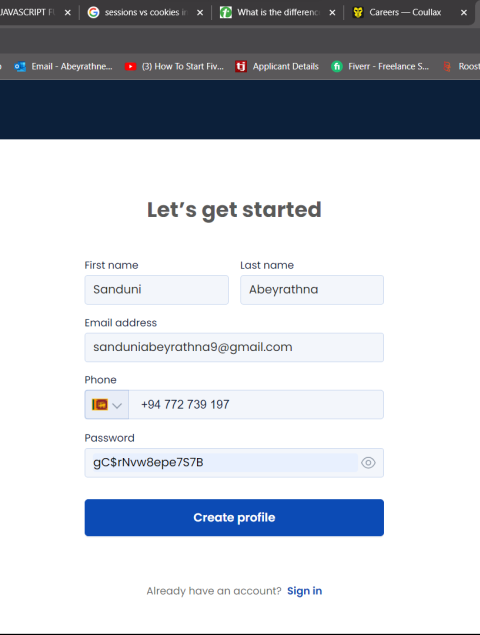 JAVASCRIPT F
sessions vs cookies in
What is the differenc
Careers — Coullax
Email - Abeyrathne...
(3) How To Start Fiv...
Applicant Details
Fiverr - Freelance S...
Roost
Let's get started
First name
Last name
Sanduni
Abeyrathna
Email address
sanduniabeyrathna9@gmail.com
Phone
+94 772 739 197
Password
gC$rNvw8epe7S7B
Create profile
Already have an account? Sign in